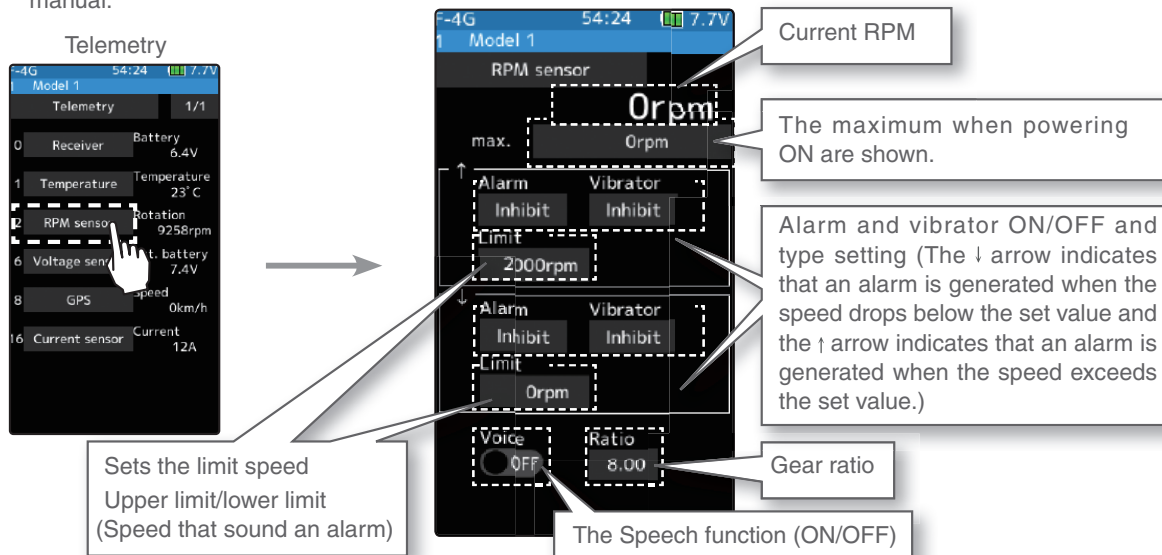 manual.
Telemetry
F-4G 54:24 7.7V
1 Model 1
Telemetry 1/1
0 Receiver Battery
6.4V
1 Temperature Temperature
23°C
2 RPM sensor Rotation
9258rpm
6 Voltage sens t. battery
7.4V
8 GPS Speed
0km/h
16 Current sensor Current
12A
F-4G 54:24 7.7V
1 Model 1
RPM sensor
0rpm
max. 0rpm
↑
Alarm Vibrator
Inhibit Inhibit
Limit
2000rpm
↓
Alarm Vibrator
Inhibit Inhibit
Limit
0rpm
Voice Ratio
OFF 8.00
Current RPM
The maximum when powering
ON are shown.
Alarm and vibrator ON/OFF and
type setting (The ↓ arrow indicates
that an alarm is generated when the
speed drops below the set value and
the ↑ arrow indicates that an alarm is
generated when the speed exceeds
the set value.)
Sets the limit speed
Upper limit/lower limit
(Speed that sound an alarm)
Gear ratio
The Speech function (ON/OFF)